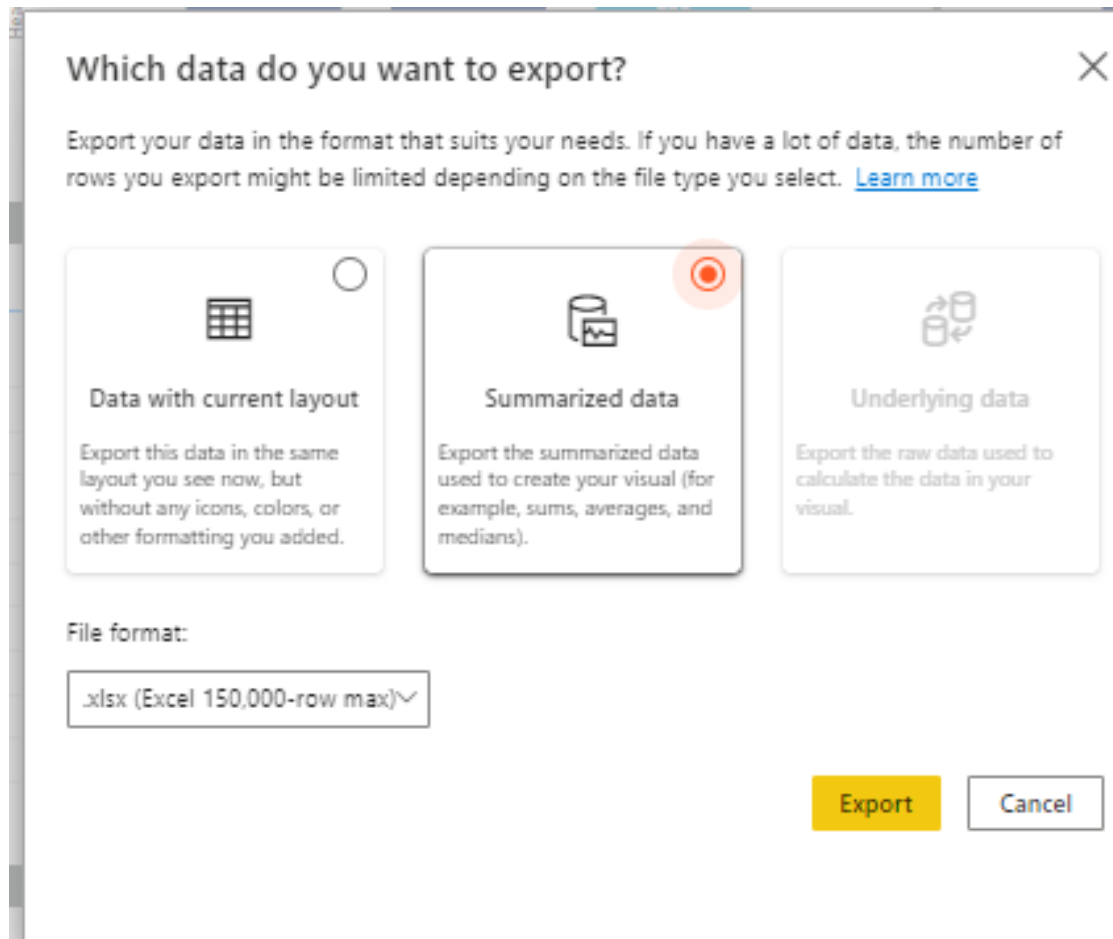 Which data do you want to export?
Export your data in the format that suits your needs. If you have a lot of data, the number of
rows you export might be limited depending on the file type you select. Learn more
Data with current layout
Export this data in the same
layout you see now, but
without any icons, colors, or
other formatting you added.
Summarized data
Export the summarized data
used to create your visual (for
example, sums, averages, and
medians).
Underlying data
Export the raw data used to
calculate the data in your
visual.
File format:
.xlsx (Excel 150,000-row max)
Export
Cancel